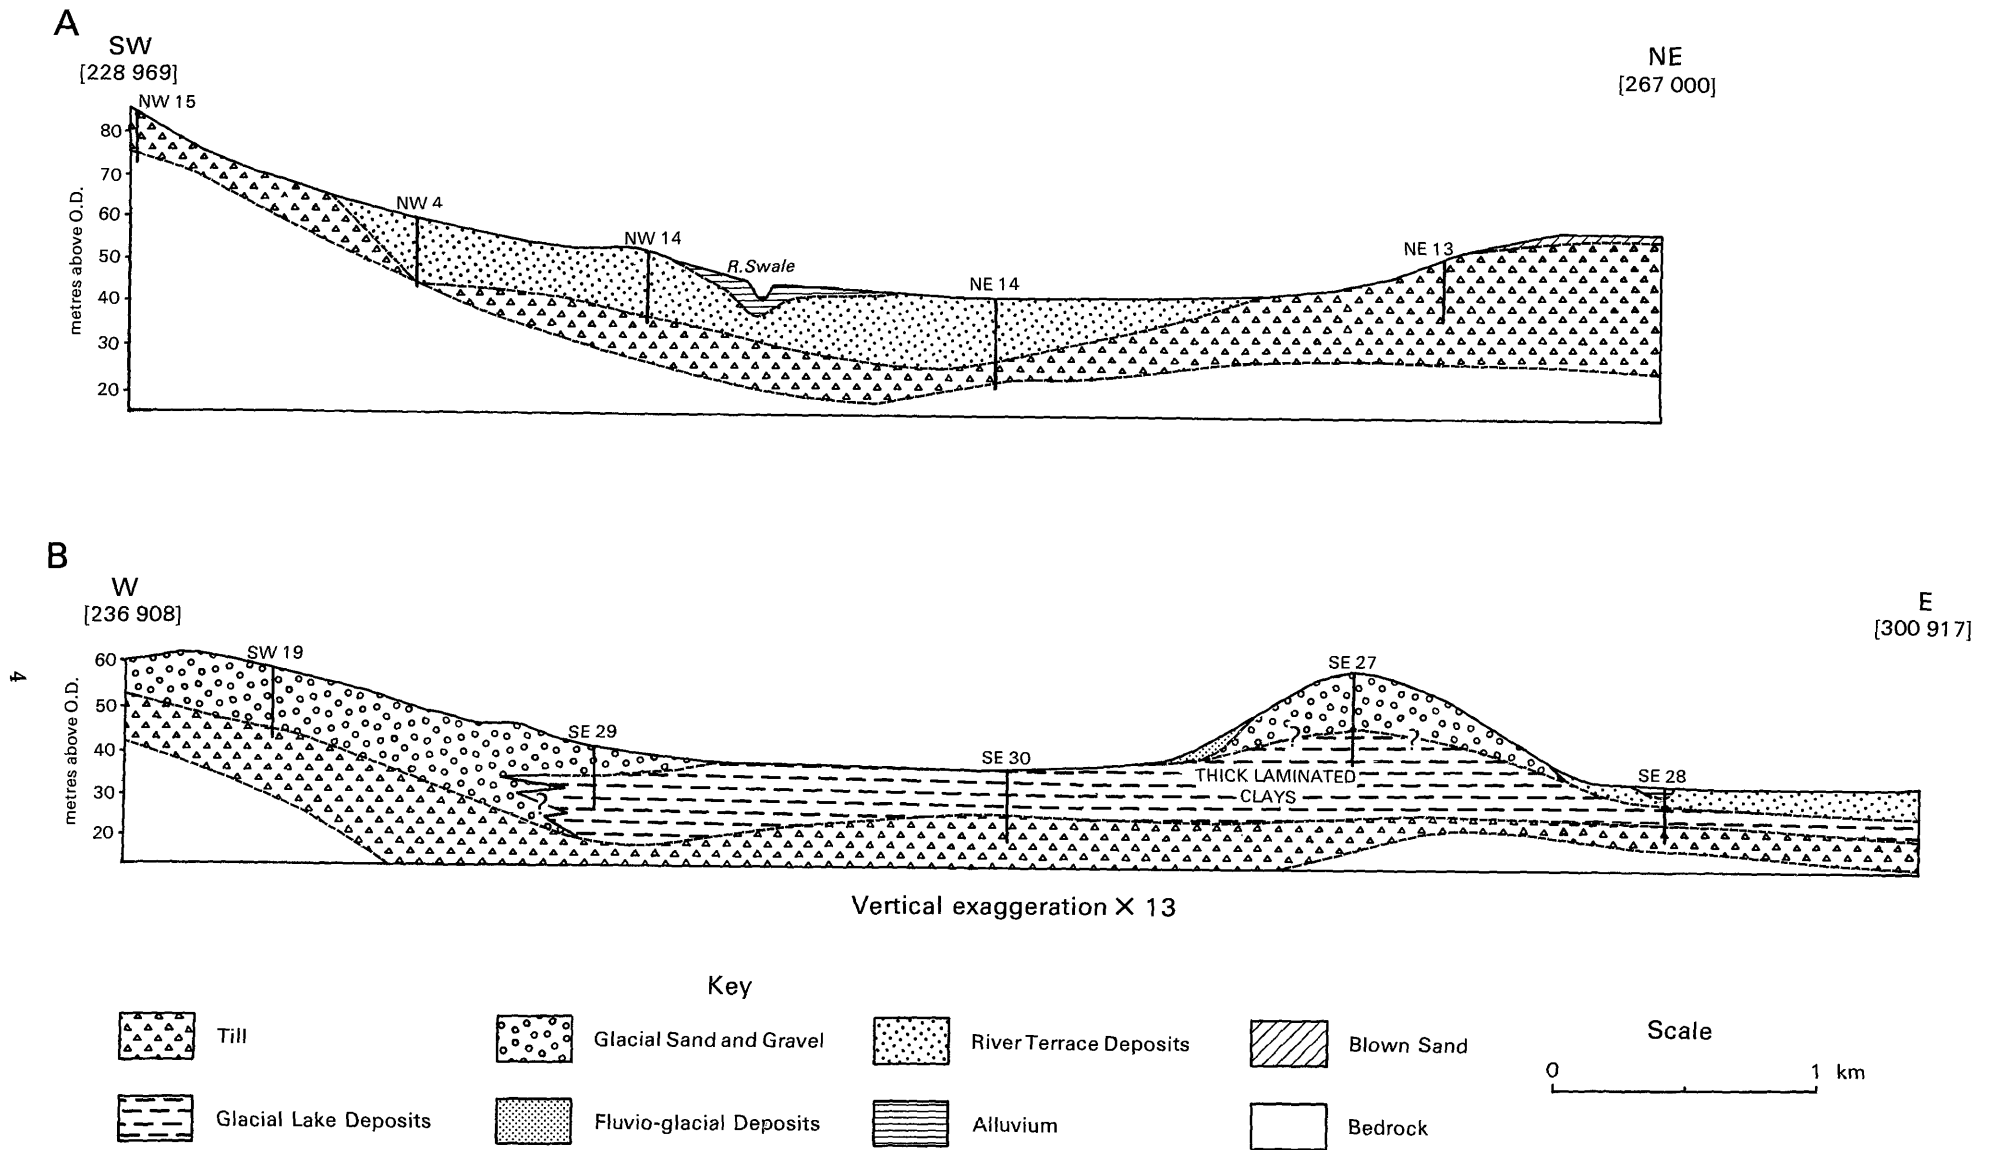 A
SW
[228 969]
NE
[267 000]
NW 15
80
70
60
50
40
30
20
metres above O.D.
NW 4
NW 14
R.Swale
NE 14
NE 13
B
W
[236 908]
E
[300 917]
60
50
40
30
20
metres above O.D.
SW 19
SE 29
?
SE 30
SE 27
?
?
THICK LAMINATED
CLAYS
SE 28
4
Vertical exaggeration X 13
Key
Till
Glacial Sand and Gravel
River Terrace Deposits
Blown Sand
Glacial Lake Deposits
Fluvio-glacial Deposits
Alluvium
Bedrock
Scale
0 1 km